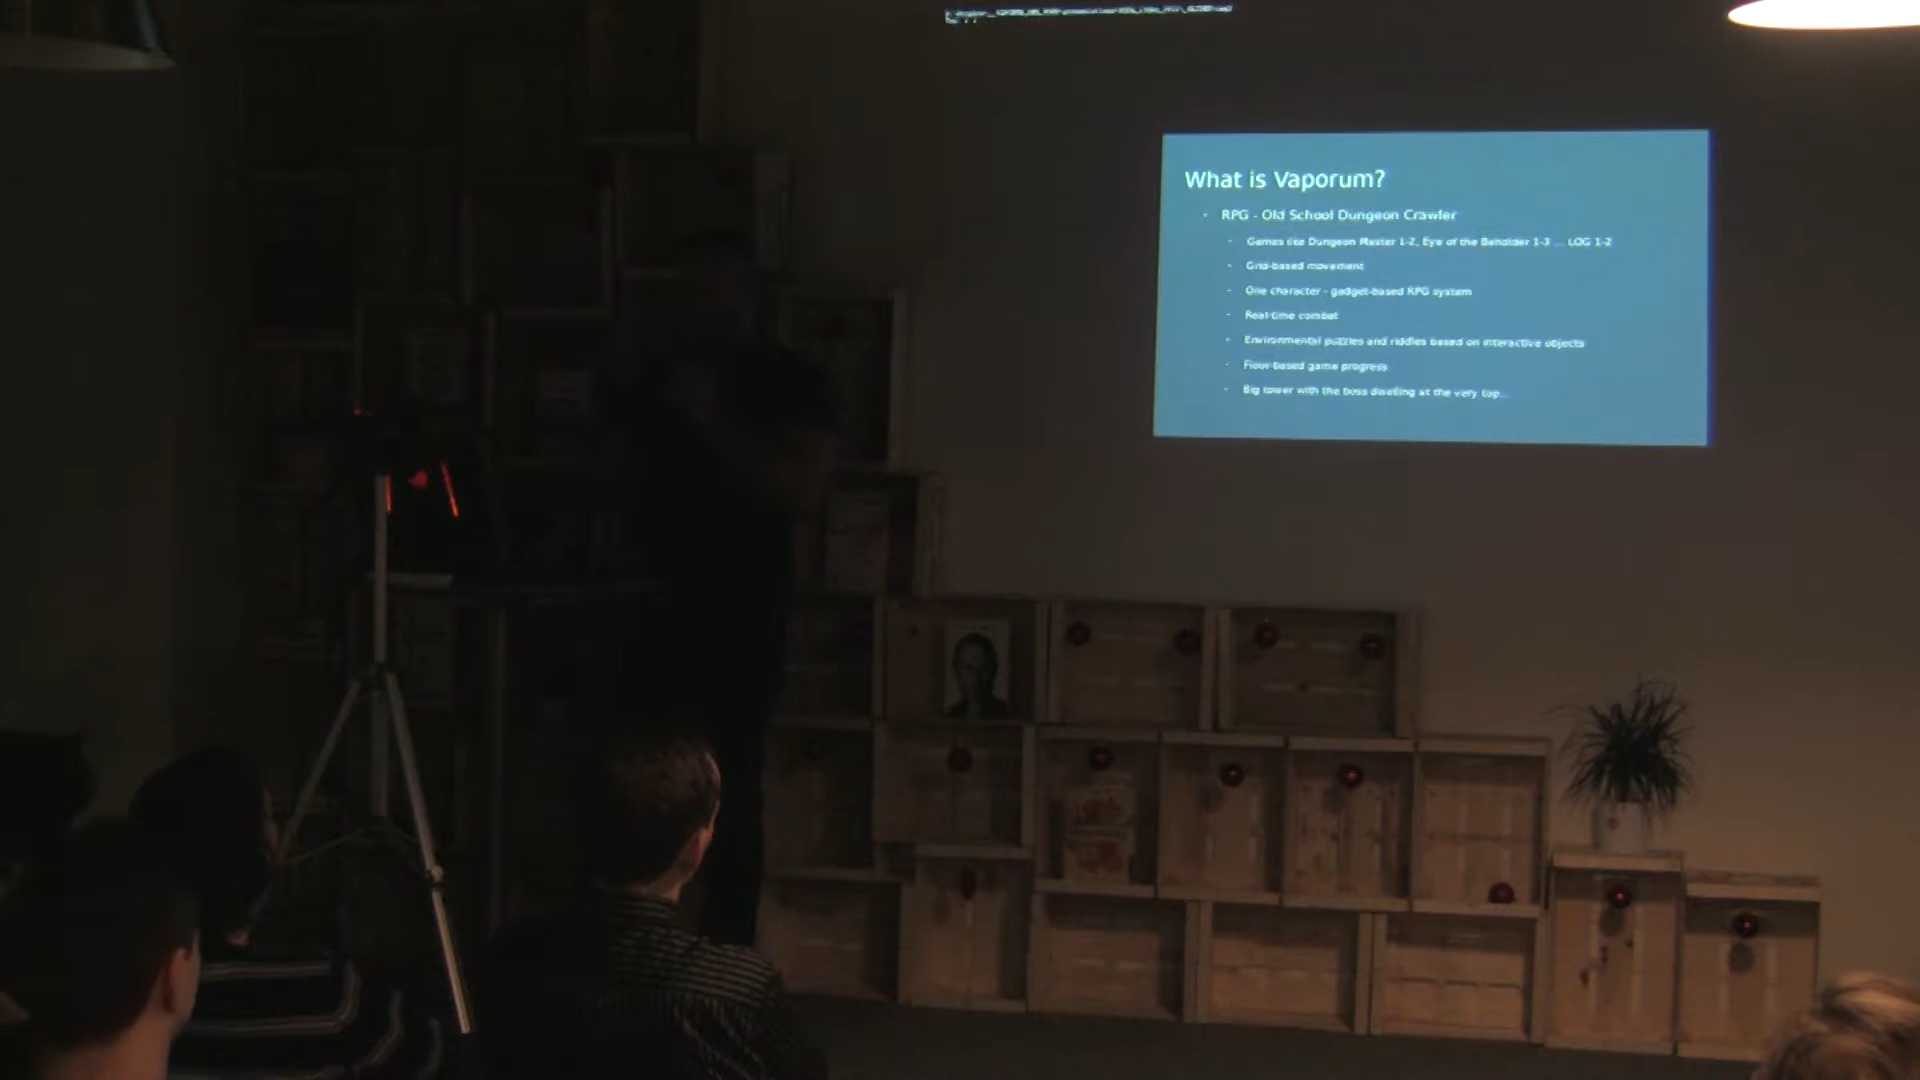 What is Vaporum?
- RPG - Old School Dungeon Crawler
- Games like Dungeon Master 1-2, Eye of the Beholder 1-3 ... LOG 1-2
- Grid-based movement
- One character - gadget-based RPG system
- Real-time combat
- Environmental puzzles and riddles based on interactive objects
- Floor-based game progress
- Big tower with the boss dwelling at the very top...